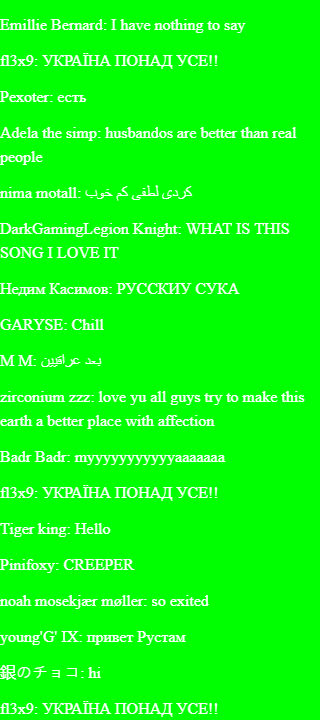 Emillie Bernard: I have nothing to say
fl3x9: УКРАЇНА ПОНАД УСЕ!!
Pexoter: есть
Adela the simp: husbandos are better than real
people
nima motall: کردی لطفی کم خوب
DarkGamingLegion Knight: WHAT IS THIS
SONG I LOVE IT
Недим Касимов: РУССКИУ СУКА
GARYSE: Chill
M M: بحد عراقيين
zirconium zzz: love yu all guys try to make this
earth a better place with affection
Badr Badr: myyyyyyyyyyyaaaaaaa
fl3x9: УКРАЇНА ПОНАД УСЕ!!
Tiger king: Hello
Pinifoxy: CREEPER
noah mosekjær møller: so exited
young'G' IX: привет Рустам
銀のチョコ: hi
fl3x9: УКРАЇНА ПОНАД УСЕ!!